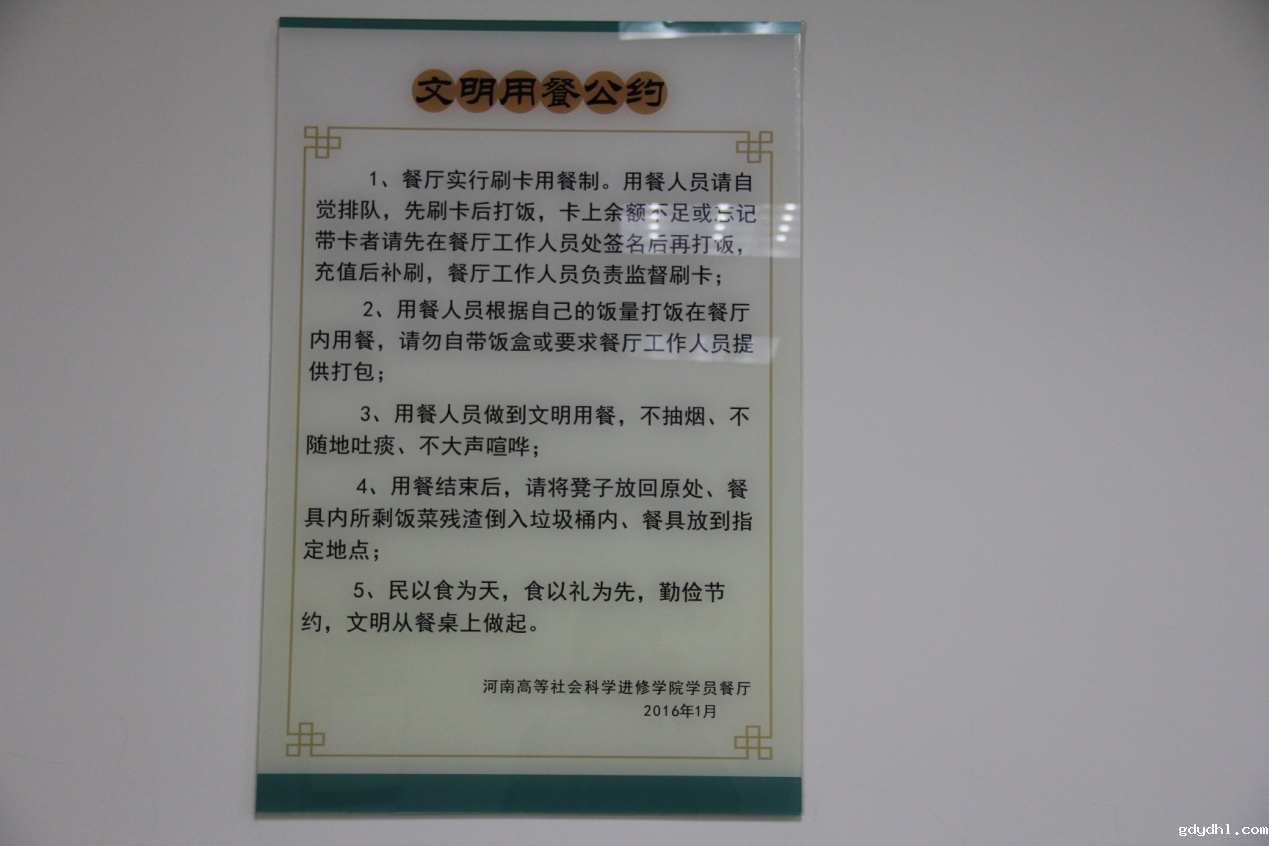 文明用餐公约
1、餐厅实行刷卡用餐制。用餐人员请自
觉排队，先刷卡后打饭，卡上余额不足或忘记
带卡者请先在餐厅工作人员处签名后再打饭，
充值后补刷，餐厅工作人员负责监督刷卡；
2、用餐人员根据自己的饭量打饭在餐厅
内用餐，请勿自带饭盒或要求餐厅工作人员提
供打包；
3、用餐人员做到文明用餐，不抽烟、不
随地吐痰、不大声喧哗；
4、用餐结束后，请将凳子放回原处、餐
具内所剩饭菜残渣倒入垃圾桶内、餐具放到指
定地点；
5、民以食为天，食以礼为先，勤俭节
约，文明从餐桌上做起。
河南高等社会科学进修学院学员餐厅
2016年1月
gdydhl.com